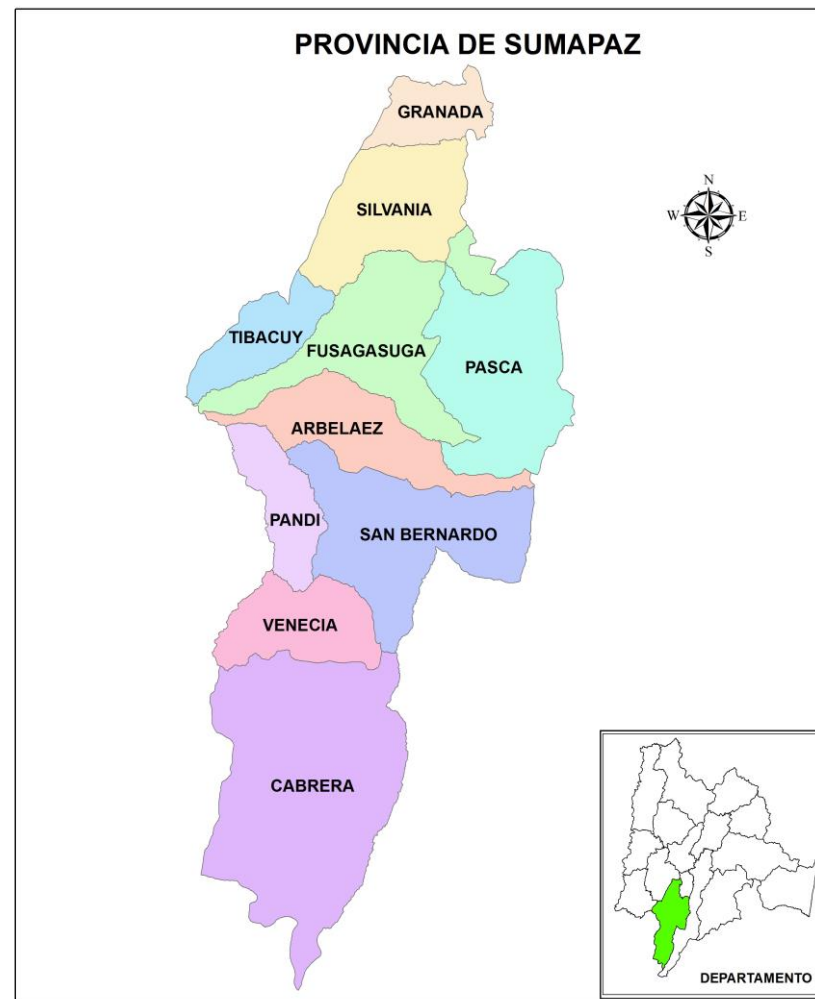 PROVINCIA DE SUMAPAZ
GRANADA
SILVANIA
N
W
E
S
TIBACUY
FUSAGASUGA
PASCA
ARBELAEZ
PANDI
SAN BERNARDO
VENECIA
CABRERA
DEPARTAMENTO